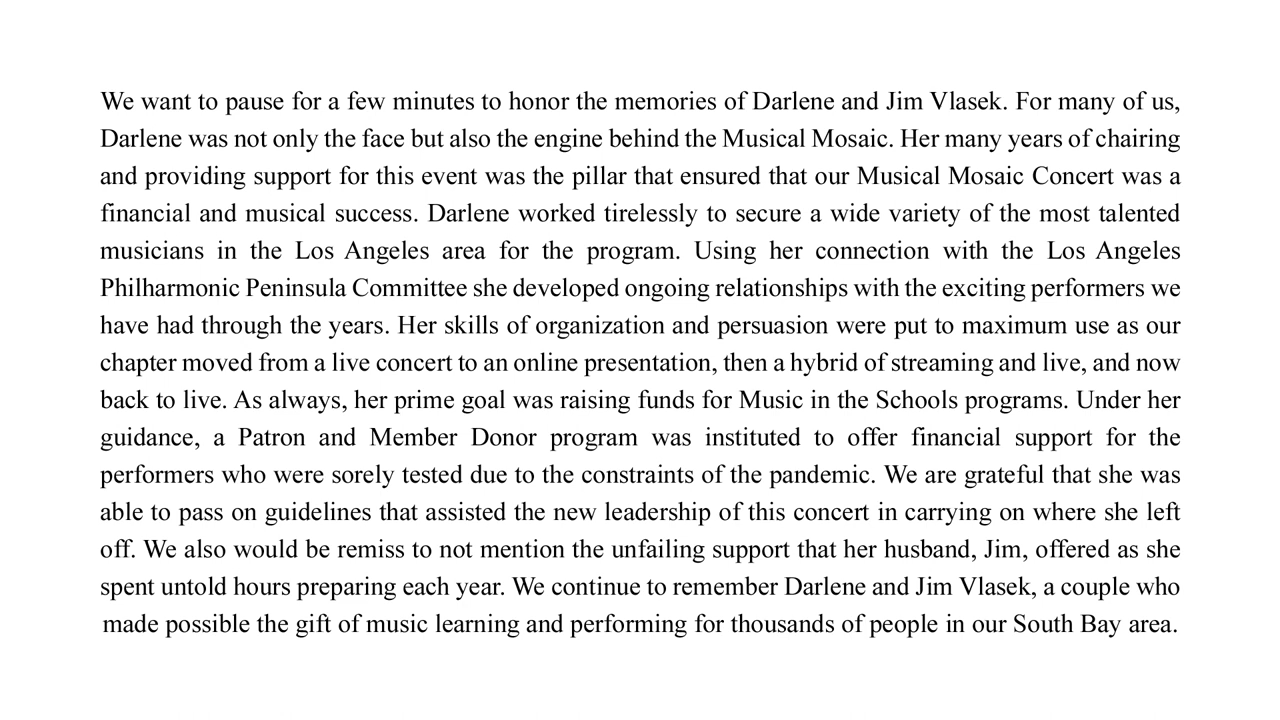 We want to pause for a few minutes to honor the memories of Darlene and Jim Vlasek. For many of us,
Darlene was not only the face but also the engine behind the Musical Mosaic. Her many years of chairing
and providing support for this event was the pillar that ensured that our Musical Mosaic Concert was a
financial and musical success. Darlene worked tirelessly to secure a wide variety of the most talented
musicians in the Los Angeles area for the program. Using her connection with the Los Angeles
Philharmonic Peninsula Committee she developed ongoing relationships with the exciting performers we
have had through the years. Her skills of organization and persuasion were put to maximum use as our
chapter moved from a live concert to an online presentation, then a hybrid of streaming and live, and now
back to live. As always, her prime goal was raising funds for Music in the Schools programs. Under her
guidance, a Patron and Member Donor program was instituted to offer financial support for the
performers who were sorely tested due to the constraints of the pandemic. We are grateful that she was
able to pass on guidelines that assisted the new leadership of this concert in carrying on where she left
off. We also would be remiss to not mention the unfailing support that her husband, Jim, offered as she
spent untold hours preparing each year. We continue to remember Darlene and Jim Vlasek, a couple who
made possible the gift of music learning and performing for thousands of people in our South Bay area.